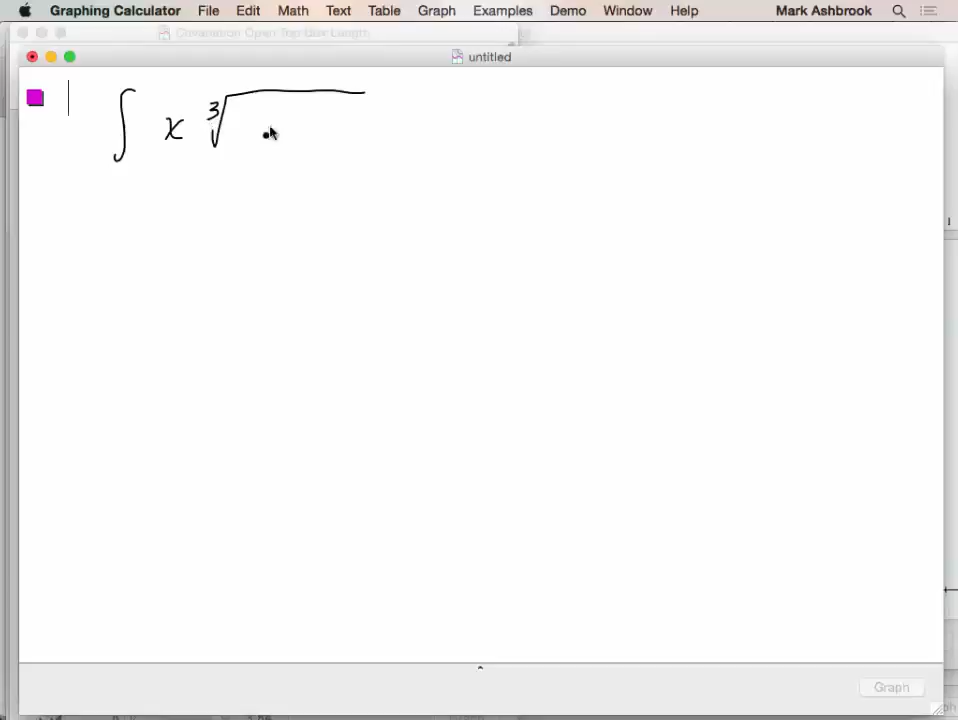 Graphing Calculator File Edit Math Text Table Graph Examples Demo Window Help Mark Ashbrook
untitled
∫ x ∛
Graph